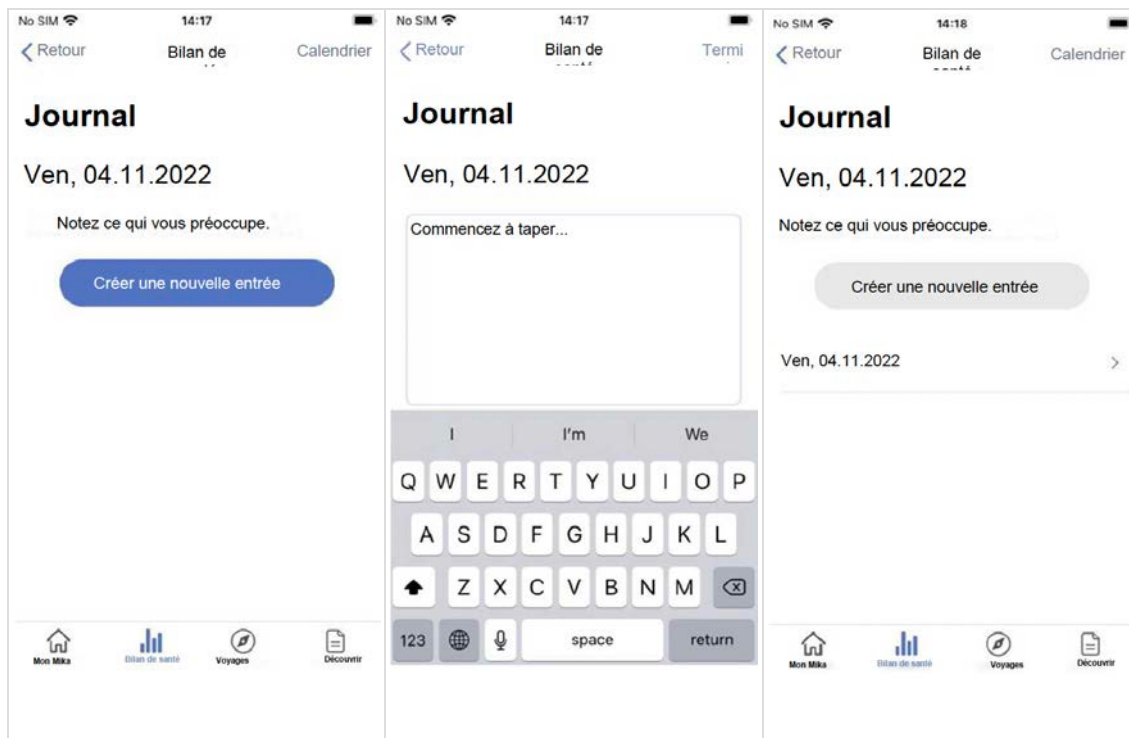 No SIM 14:17
Retour Bilan de Calendrier
Journal
Ven, 04.11.2022
Notez ce qui vous préoccupe.
Créer une nouvelle entrée
Mon Mika Bilan de santé Voyages Découvrir
No SIM 14:17
Retour Bilan de Termi
Journal
Ven, 04.11.2022
Commencez à taper...
I I'm We
Q W E R T Y U I O P
A S D F G H J K L
Z X C V B N M
123 space return
No SIM 14:18
Retour Bilan de Calendrier
Journal
Ven, 04.11.2022
Notez ce qui vous préoccupe.
Créer une nouvelle entrée
Ven, 04.11.2022
Mon Mika Bilan de santé Voyages Découvrir